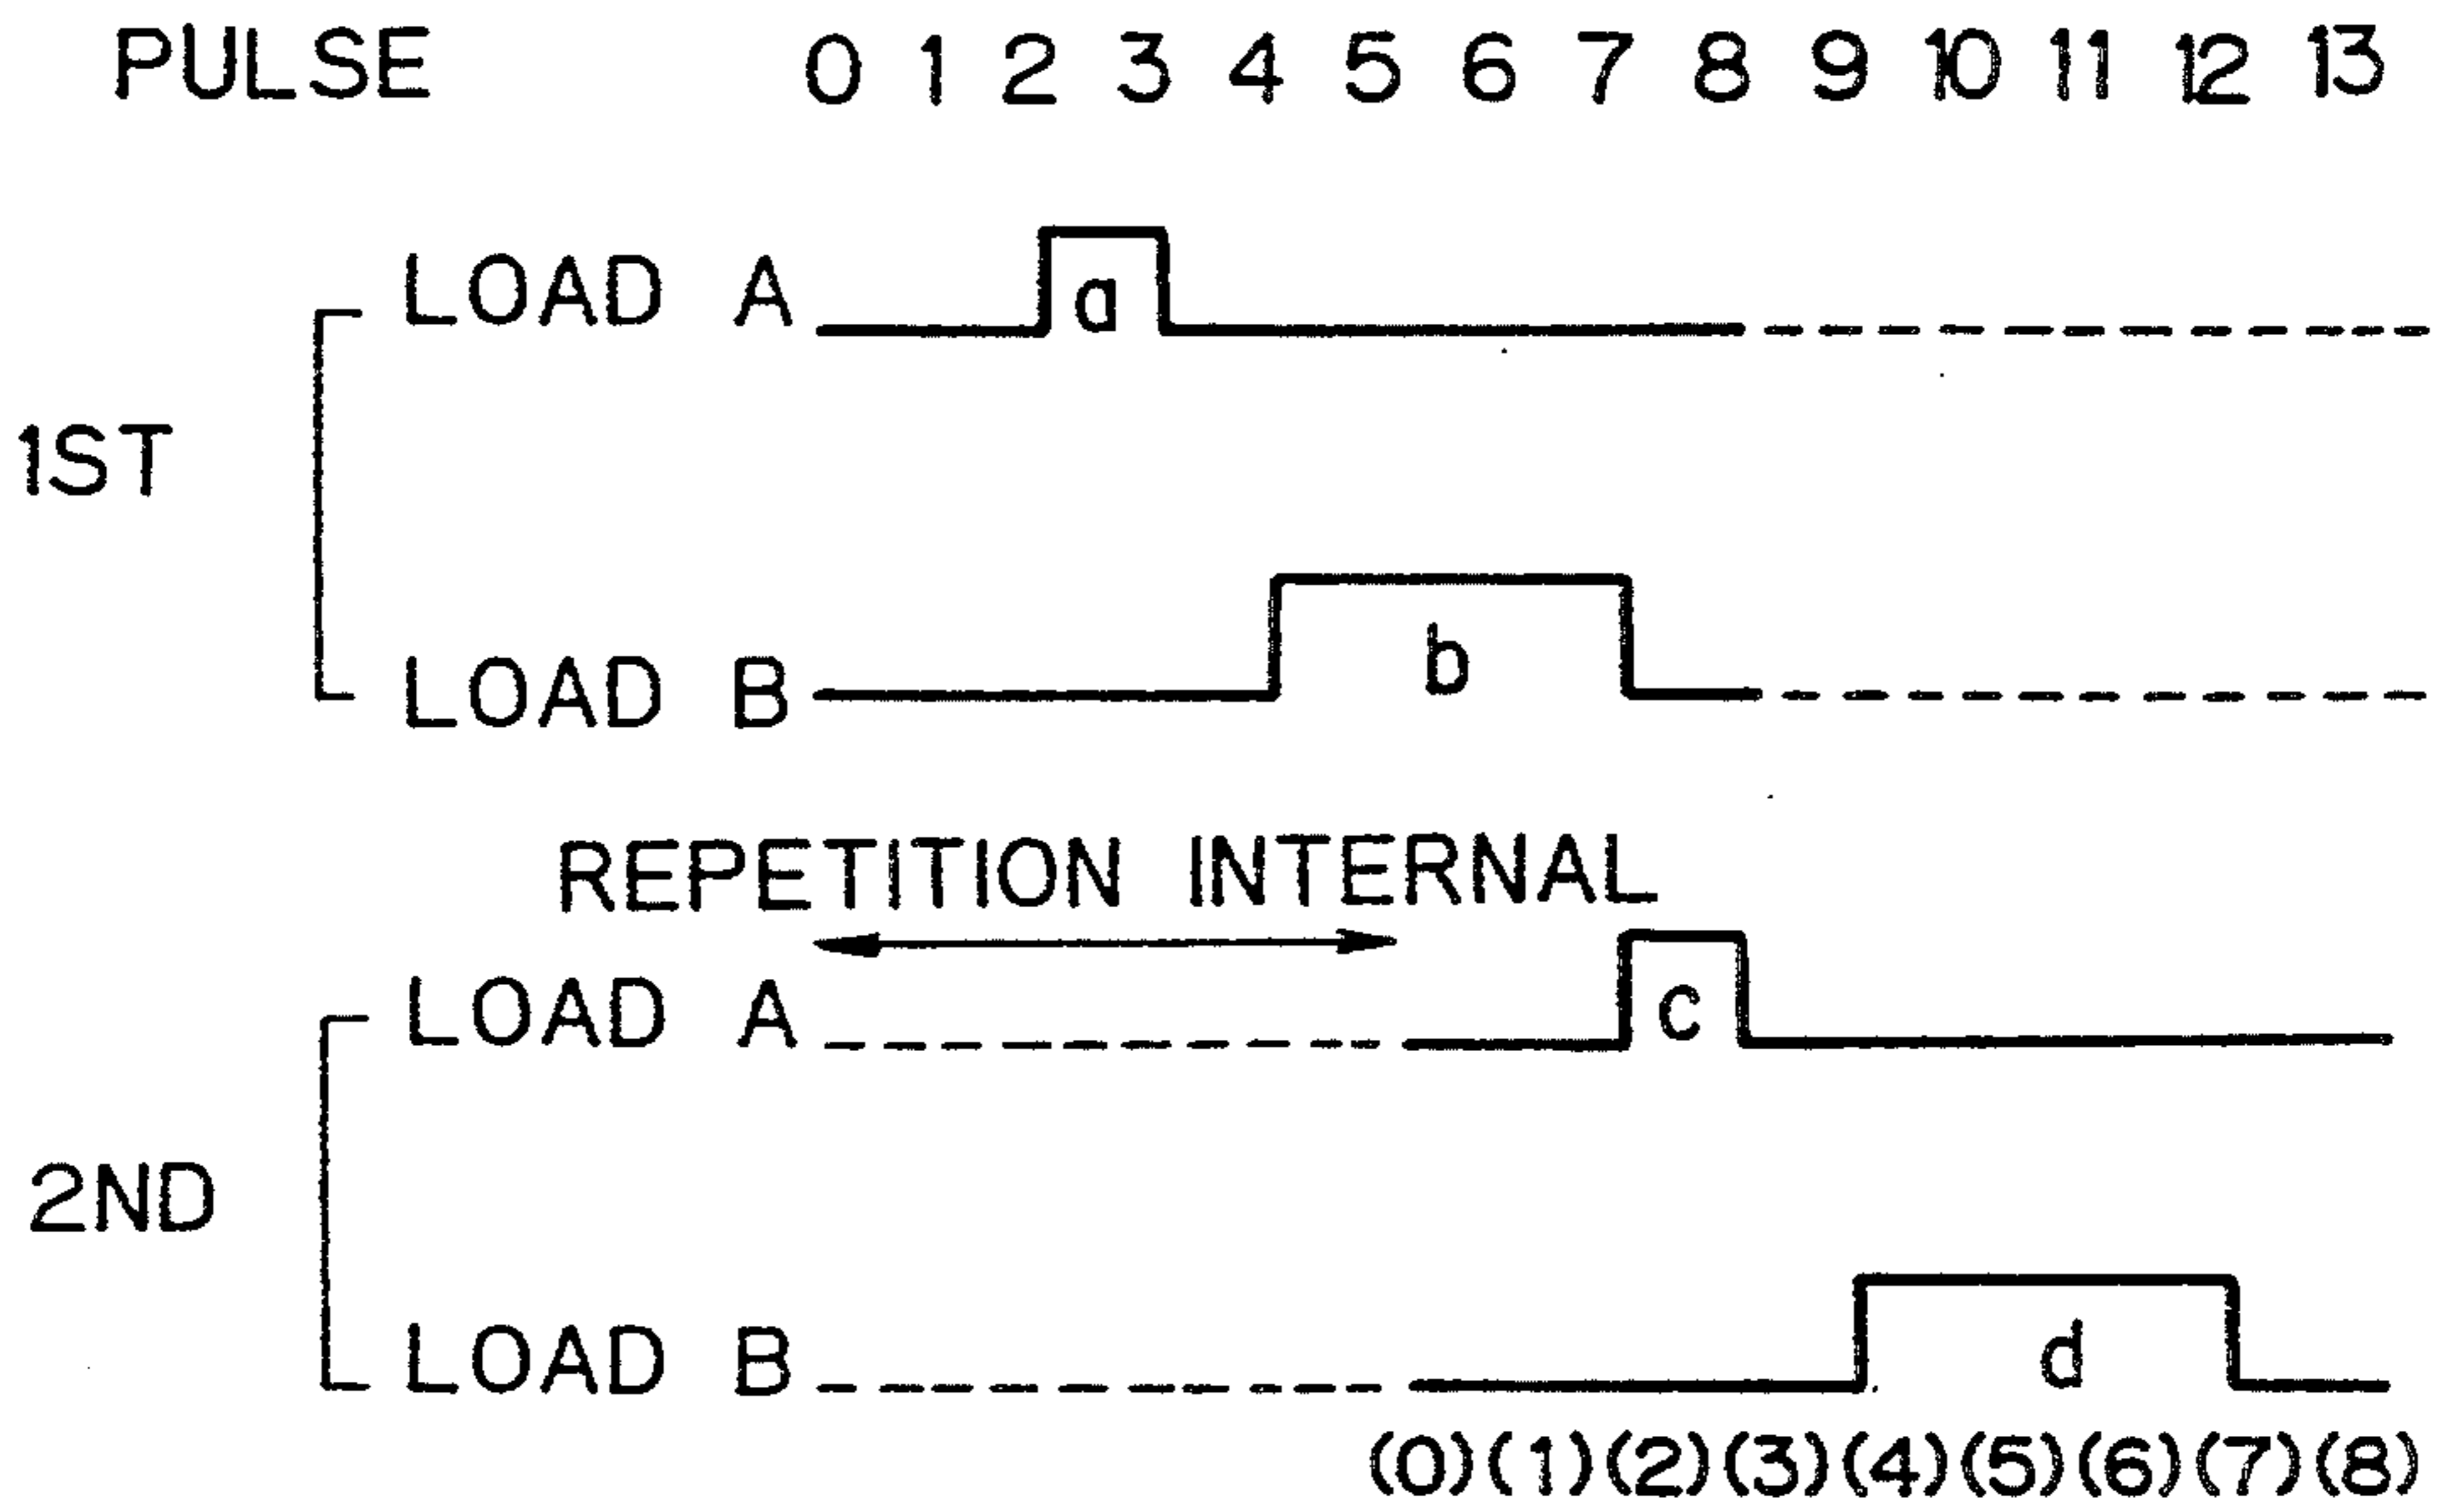 PULSE 0 1 2 3 4 5 6 7 8 9 10 11 12 13
LOAD A
a
1ST
b
LOAD B
REPETITION INTERNAL
c
LOAD A
2ND
LOAD B
d
(0)(1)(2)(3)(4)(5)(6)(7)(8)